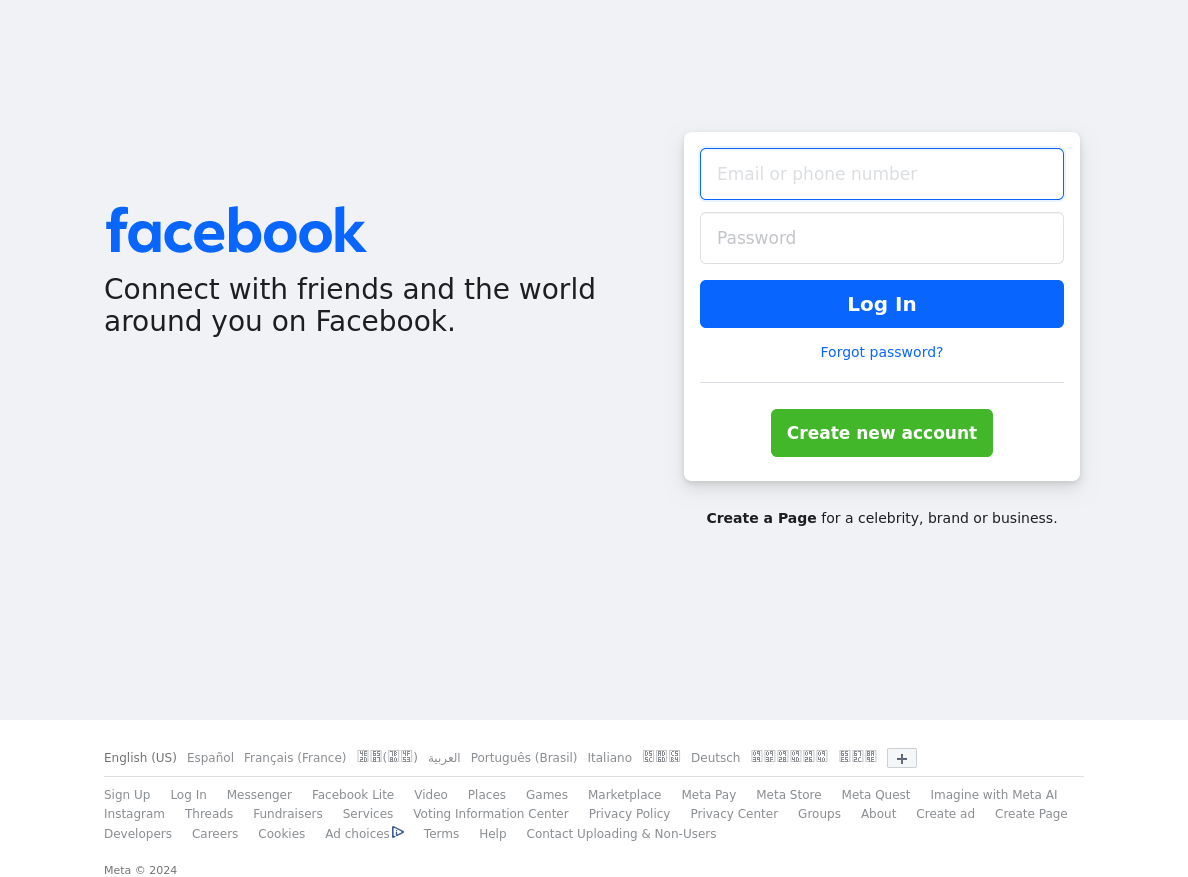 facebook
Connect with friends and the world
around you on Facebook.
Email or phone number
Password
Log In
Forgot password?
Create new account
Create a Page for a celebrity, brand or business.
English (US) Español Français (France) العربية Português (Brasil) Italiano Deutsch
Sign Up Log In Messenger Facebook Lite Video Places Games Marketplace Meta Pay Meta Store Meta Quest Imagine with Meta AI
Instagram Threads Fundraisers Services Voting Information Center Privacy Policy Privacy Center Groups About Create ad Create Page
Developers Careers Cookies Ad choices Terms Help Contact Uploading & Non-Users
Meta © 2024